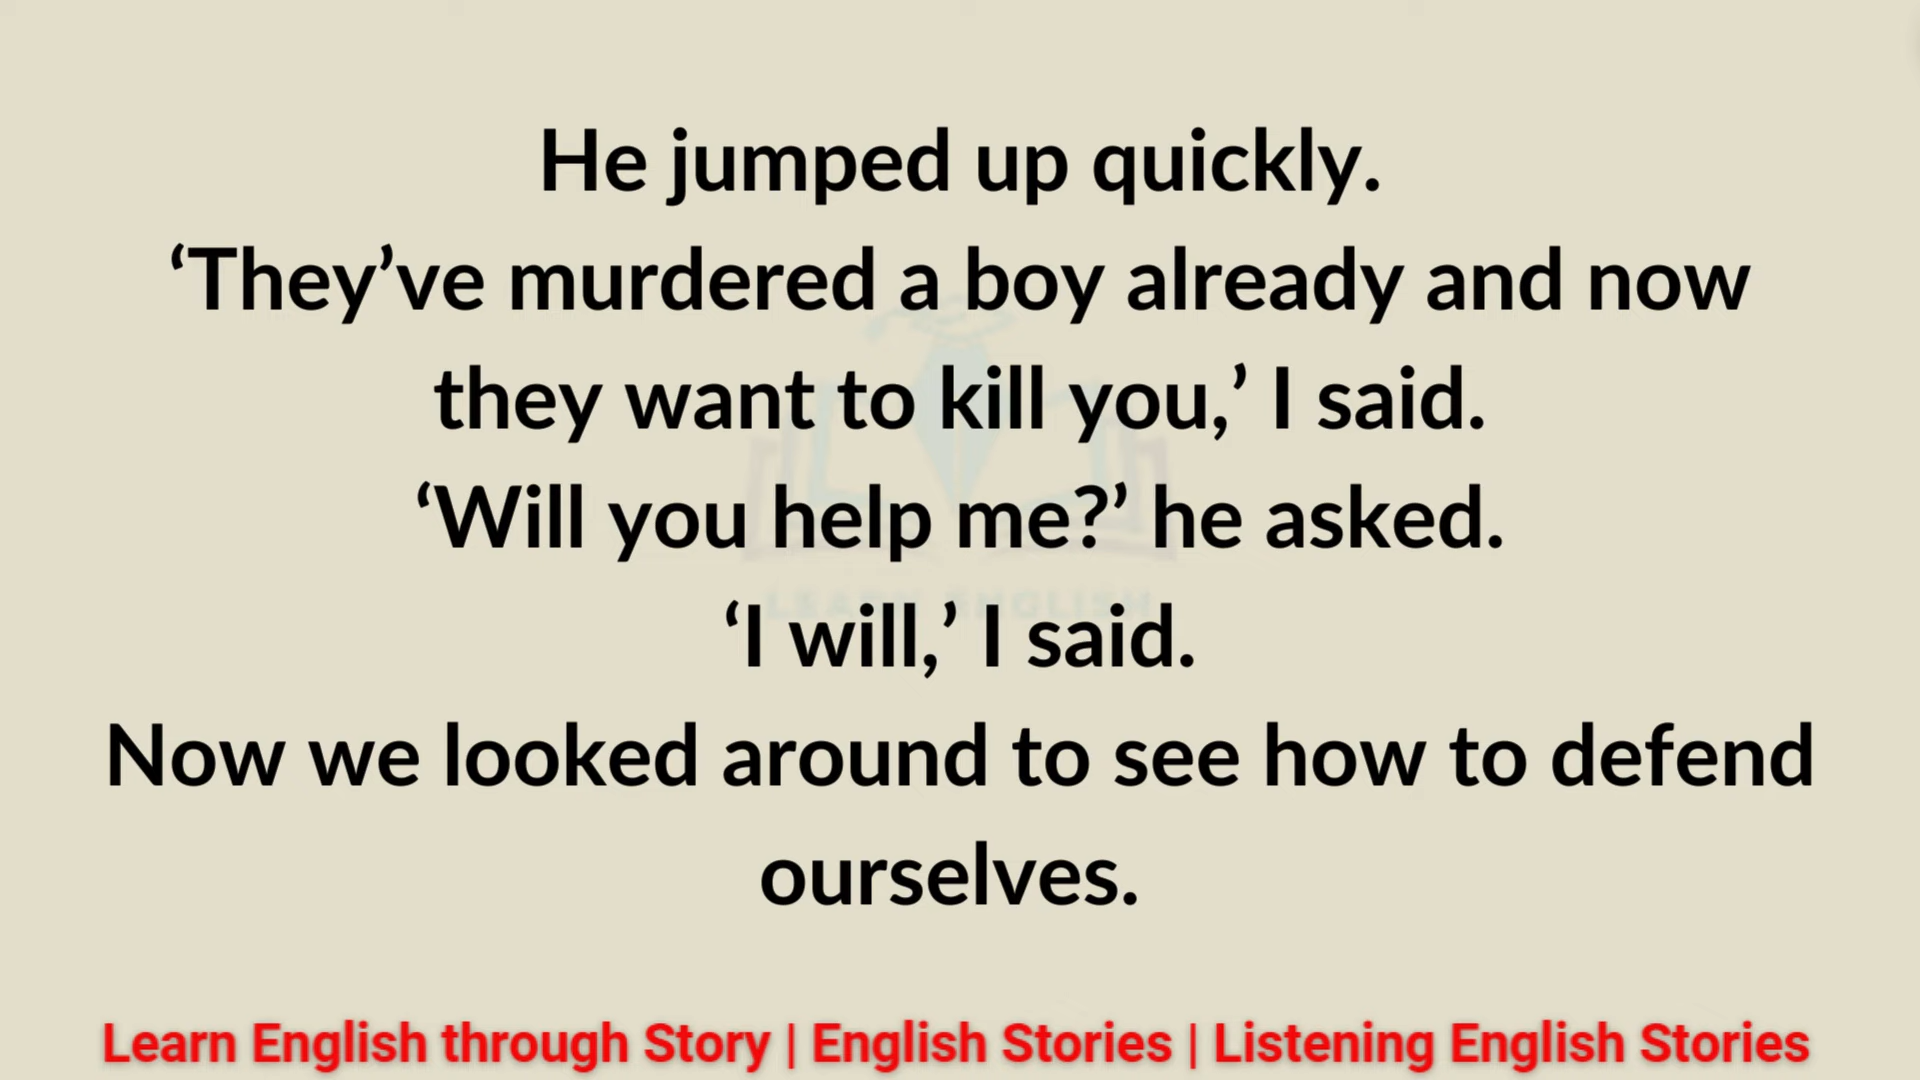 He jumped up quickly.
‘They’ve murdered a boy already and now
they want to kill you,’ I said.
‘Will you help me?’ he asked.
LEARN ENGLISH
‘I will,’ I said.
Now we looked around to see how to defend
ourselves.
Learn English through Story | English Stories | Listening English Stories